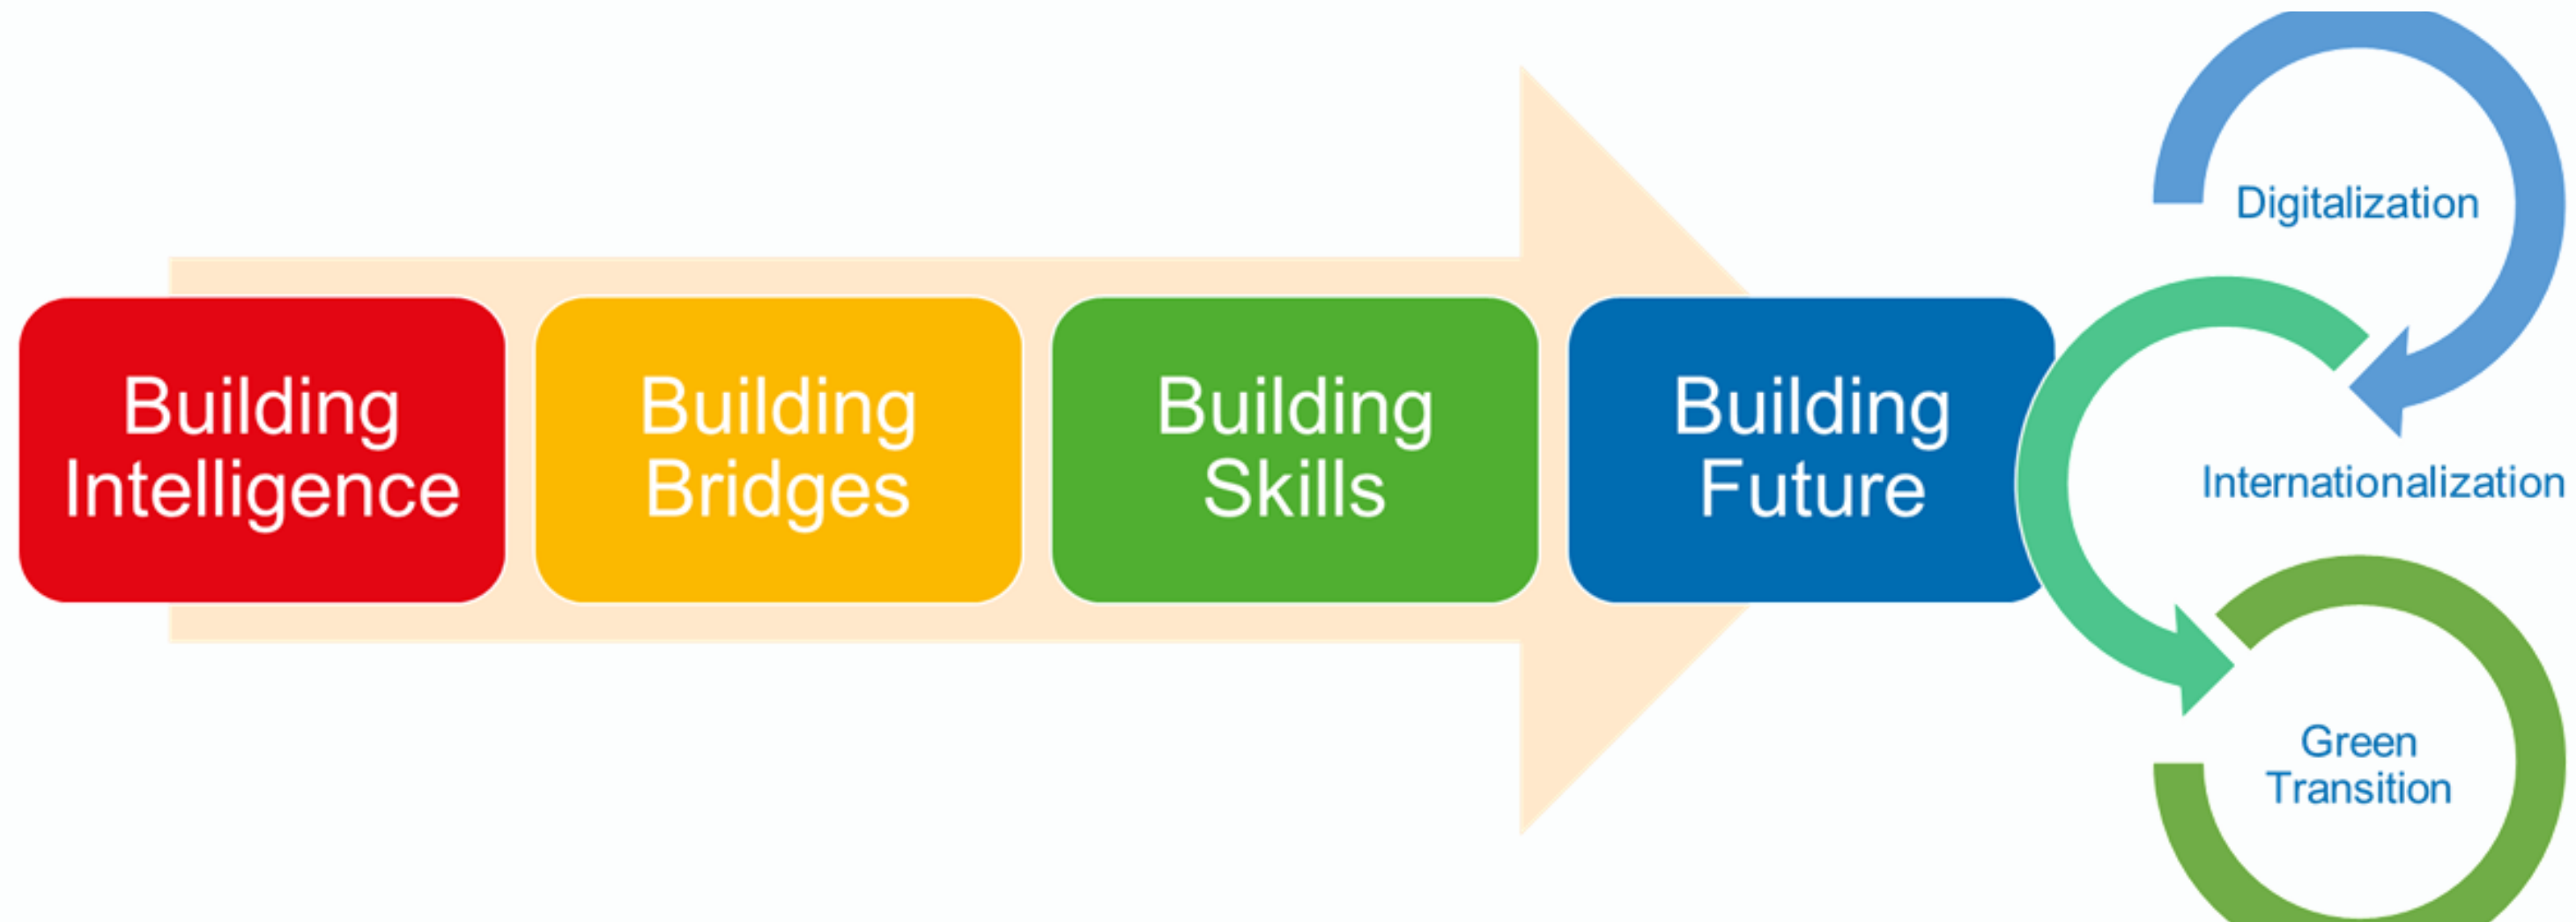 Building
Intelligence
Building
Bridges
Building
Skills
Building
Future
Digitalization
Internationalization
Green
Transition